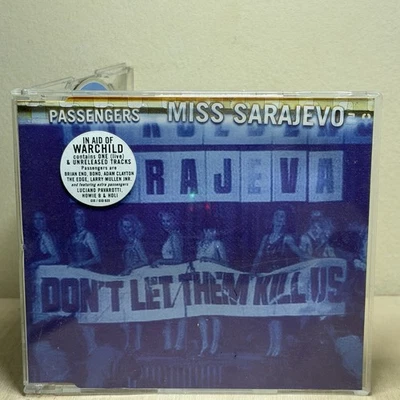 PASSENGERS MISS SARAJEVO
IN AID OF
WARCHILD
contains ONE (live)
& UNRELEASED TRACKS
Passengers are
BRIAN ENO, BONO, ADAM CLAYTON
THE EDGE, LARRY MULLEN JNR
and featuring extra passengers
LUCIANO PAVAROTTI,
HOWIE B & HOLI
RAJEVA
DON'T LET THEM KILL US